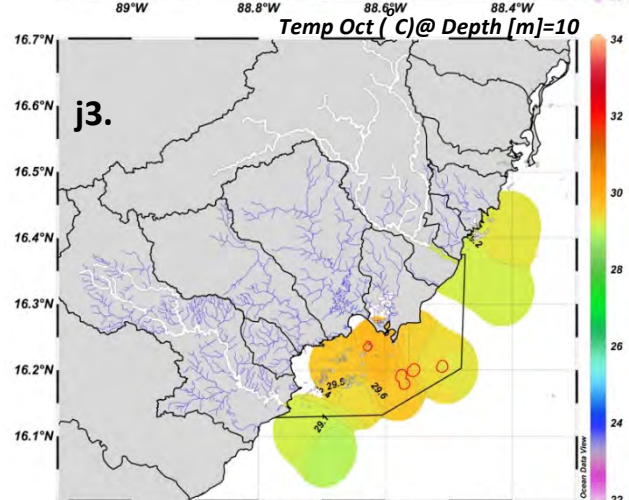 89°W 88.8°W 88.6°W 88.4°W
Temp Oct (°C)@ Depth [m]=10
j3.
16.7°N
16.6°N
16.5°N
16.4°N
16.3°N
16.2°N
16.1°N
29.5
29.6
29.1
34
32
30
28
26
24
22
Ocean Data View